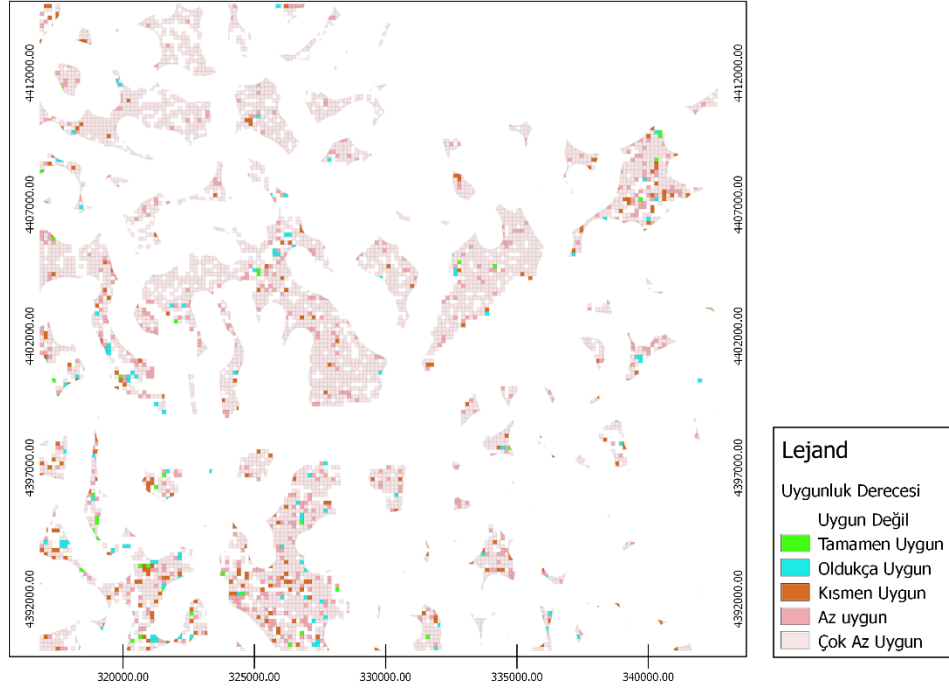 4412000.00
4412000.00
4407000.00
4407000.00
4402000.00
4402000.00
4397000.00
4397000.00
4392000.00
4392000.00
320000.00
325000.00
330000.00
335000.00
340000.00
Lejand
Uygunluk Derecesi
Uygun Değil
Tamamen Uygun
Oldukça Uygun
Kısmen Uygun
Az uygun
Çok Az Uygun